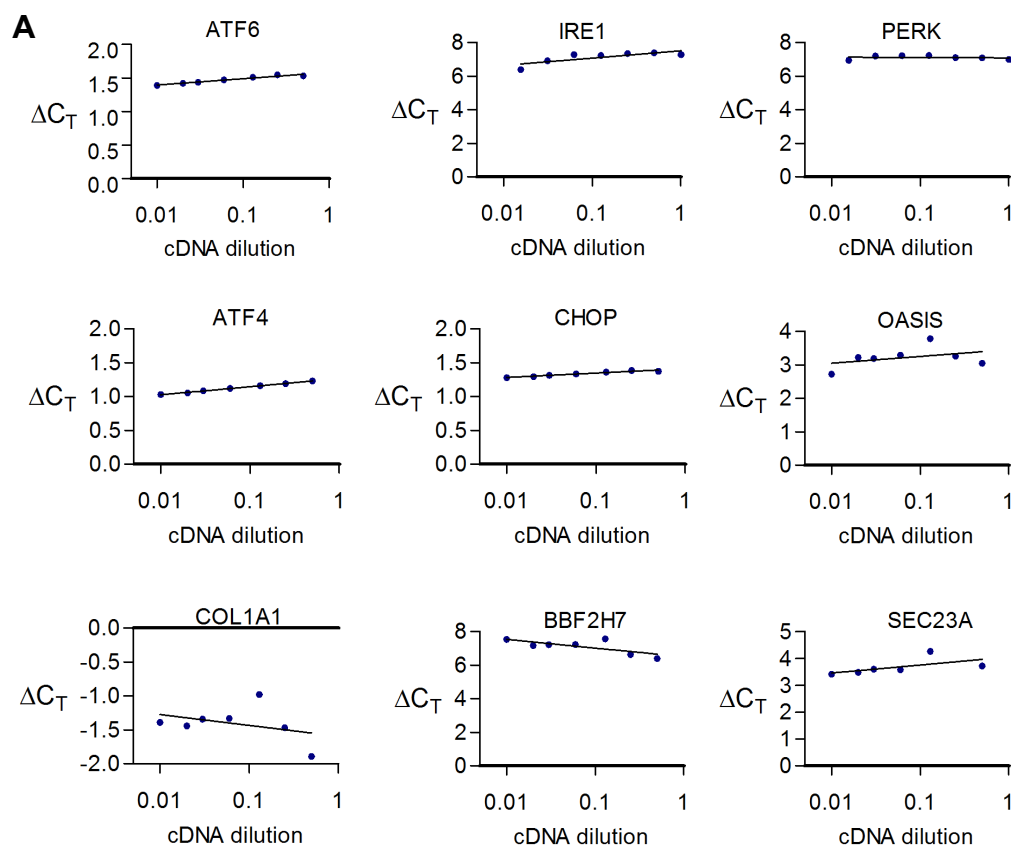 A
ATF6
2.0
1.5
1.0
0.5
0.0
ΔCT
0.01 0.1 1
cDNA dilution
IRE1
8
6
4
2
0
ΔCT
0.01 0.1 1
cDNA dilution
PERK
8
6
4
2
0
ΔCT
0.01 0.1 1
cDNA dilution
ATF4
2.0
1.5
1.0
0.5
0.0
ΔCT
0.01 0.1 1
cDNA dilution
CHOP
2.0
1.5
1.0
0.5
0.0
ΔCT
0.01 0.1 1
cDNA dilution
OASIS
4
3
2
1
0
ΔCT
0.01 0.1 1
cDNA dilution
COL1A1
0.0
-0.5
-1.0
-1.5
-2.0
ΔCT
0.01 0.1 1
cDNA dilution
BBF2H7
8
6
4
2
0
ΔCT
0.01 0.1 1
cDNA dilution
SEC23A
5
4
3
2
1
0
ΔCT
0.01 0.1 1
cDNA dilution